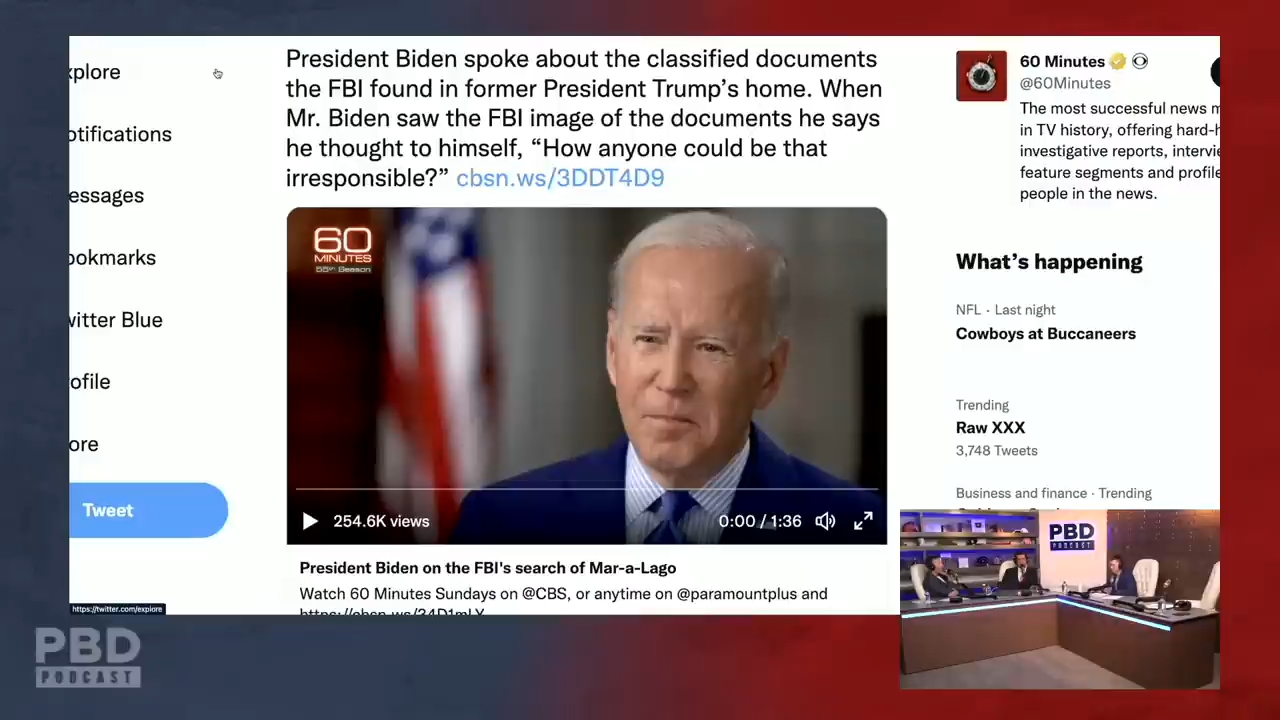 xplore
otifications
essages
ookmarks
witter Blue
ofile
ore
Tweet
President Biden spoke about the classified documents
the FBI found in former President Trump's home. When
Mr. Biden saw the FBI image of the documents he says
he thought to himself, “How anyone could be that
irresponsible?” cbsn.ws/3DDT4D9
60
MINUTES
55th Season
254.6K views
0:00 / 1:36
President Biden on the FBI's search of Mar-a-Lago
Watch 60 Minutes Sundays on @CBS, or anytime on @paramountplus and
60 Minutes
@60Minutes
The most successful news m
in TV history, offering hard-h
investigative reports, intervie
feature segments and profile
people in the news.
What's happening
NFL · Last night
Cowboys at Buccaneers
Trending
Raw XXX
3,748 Tweets
Business and finance · Trending
PBD
PODCAST
https://twitter.com/explore
PBD
PODCAST